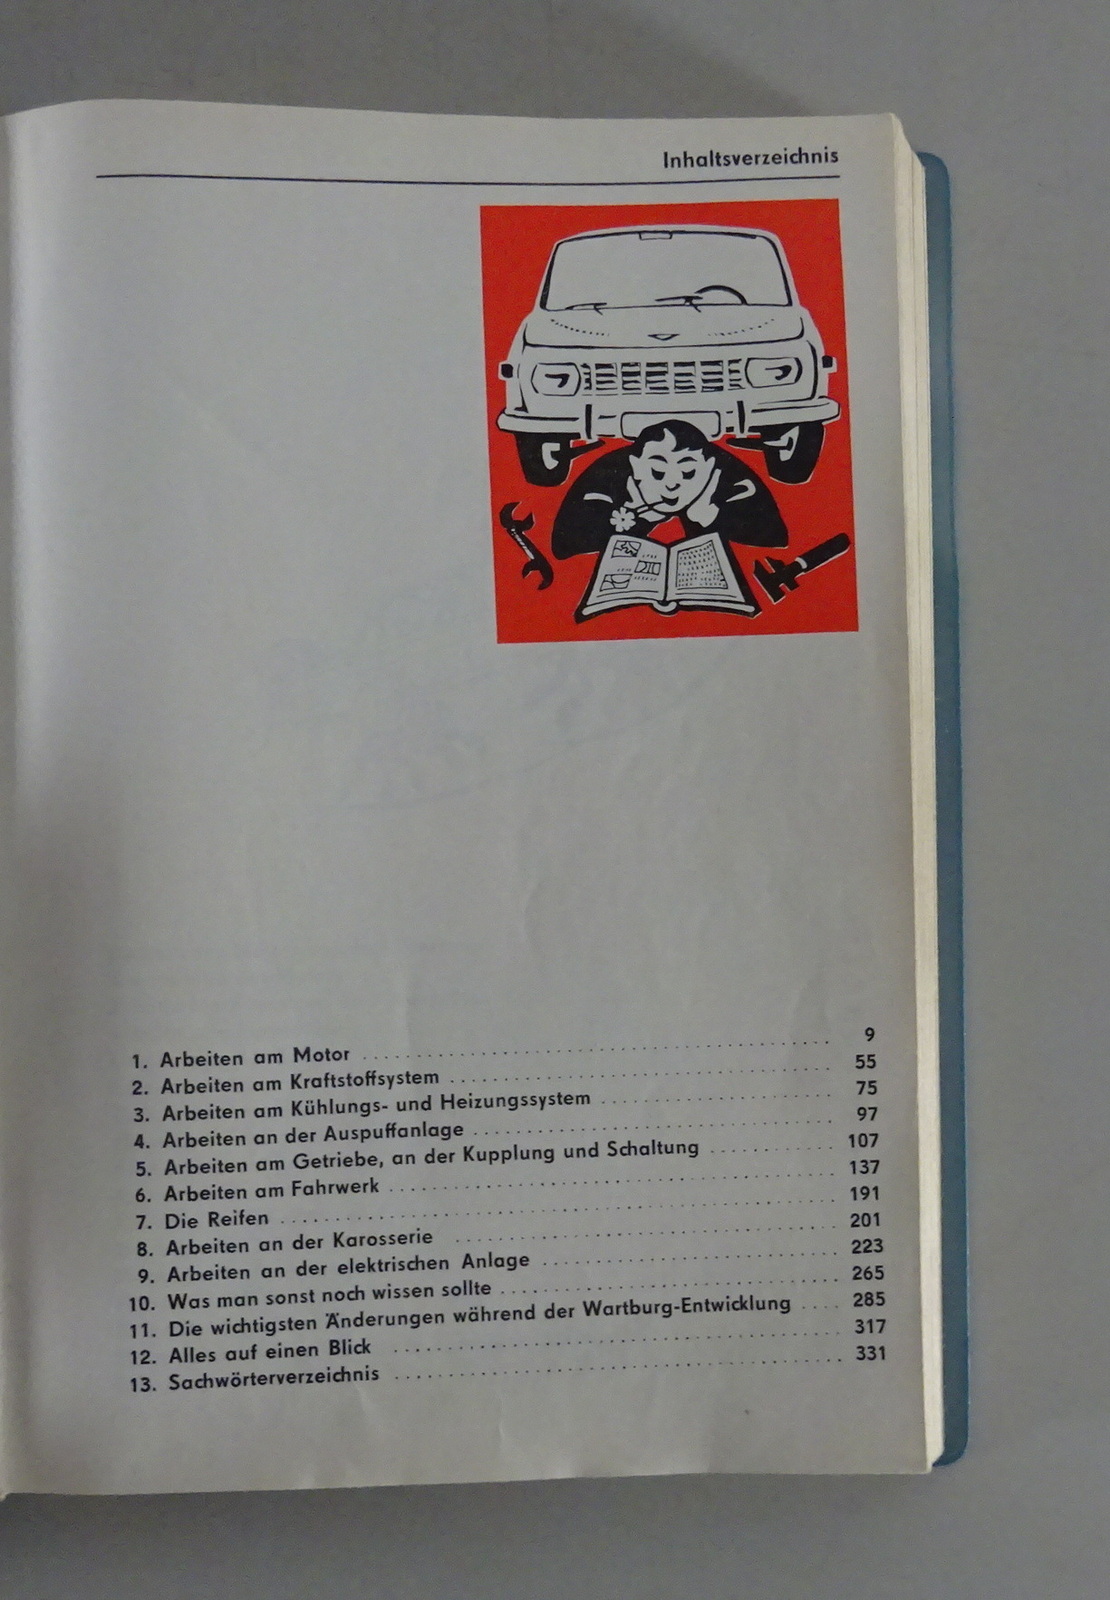 Inhaltsverzeichnis
1. Arbeiten am Motor 9
2. Arbeiten am Kraftstoffsystem 55
3. Arbeiten am Kühlungs- und Heizungssystem 75
4. Arbeiten an der Auspuffanlage 97
5. Arbeiten am Getriebe, an der Kupplung und Schaltung 107
6. Arbeiten am Fahrwerk 137
7. Die Reifen 191
8. Arbeiten an der Karosserie 201
9. Arbeiten an der elektrischen Anlage 223
10. Was man sonst noch wissen sollte 265
11. Die wichtigsten Änderungen während der Wartburg-Entwicklung 285
12. Alles auf einen Blick 317
13. Sachwörterverzeichnis 331